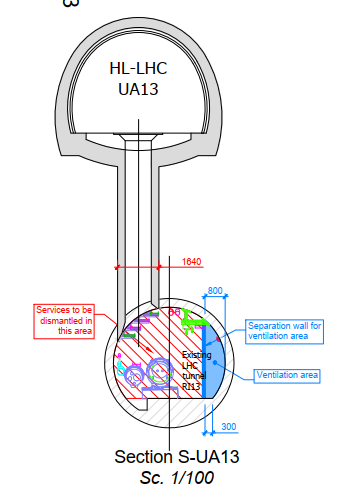 3
HL-LHC
UA13
1640
800
Services to be
dismantled in
this area
Separation wall for
ventilation area
Existing
LHC
tunnel
RI13
Ventilation area
300
Section S-UA13
Sc. 1/100